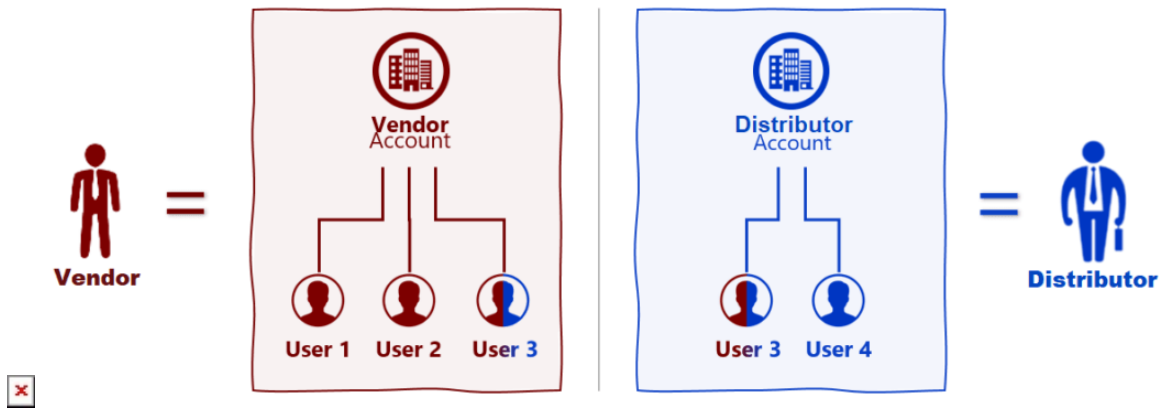 Vendor
Account
Distributor
Account
Vendor
=
=
Distributor
User 1 User 2 User 3
User 3 User 4